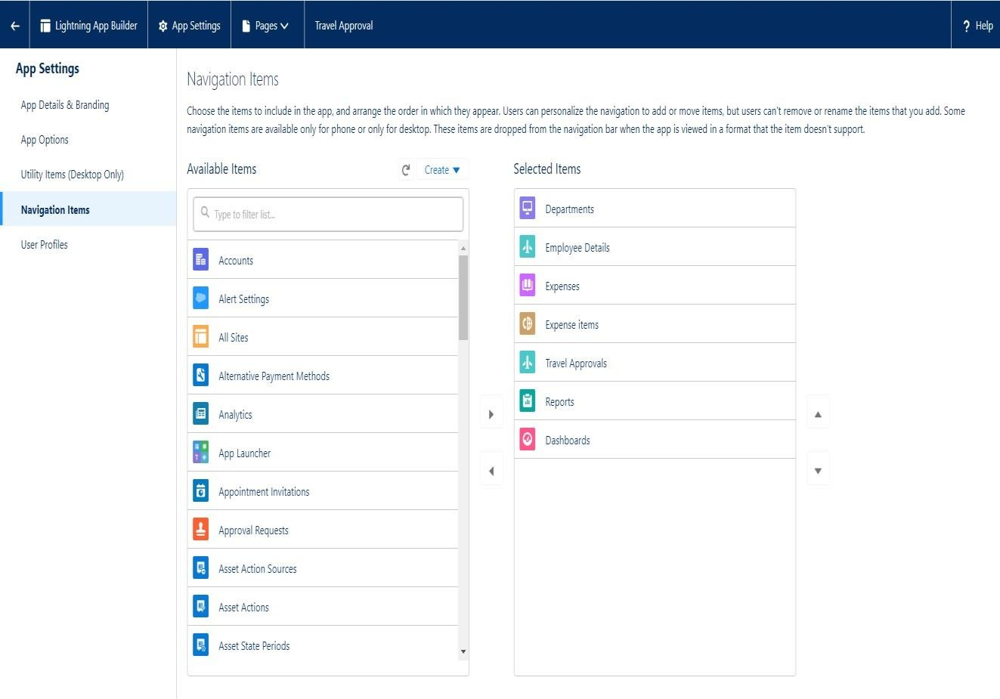 Lightning App Builder
App Settings
Pages
Travel Approval
? Help
App Settings
App Details & Branding
App Options
Utility Items (Desktop Only)
Navigation Items
User Profiles
Navigation Items
Choose the items to include in the app, and arrange the order in which they appear. Users can personalize the navigation to add or move items, but users can't remove or rename the items that you add. Some
navigation items are available only for phone or only for desktop. These items are dropped from the navigation bar when the app is viewed in a format that the item doesn't support.
Available Items
Create
Type to filter list...
Accounts
Alert Settings
All Sites
Alternative Payment Methods
Analytics
App Launcher
Appointment Invitations
Approval Requests
Asset Action Sources
Asset Actions
Asset State Periods
Selected Items
Departments
Employee Details
Expenses
Expense items
Travel Approvals
Reports
Dashboards